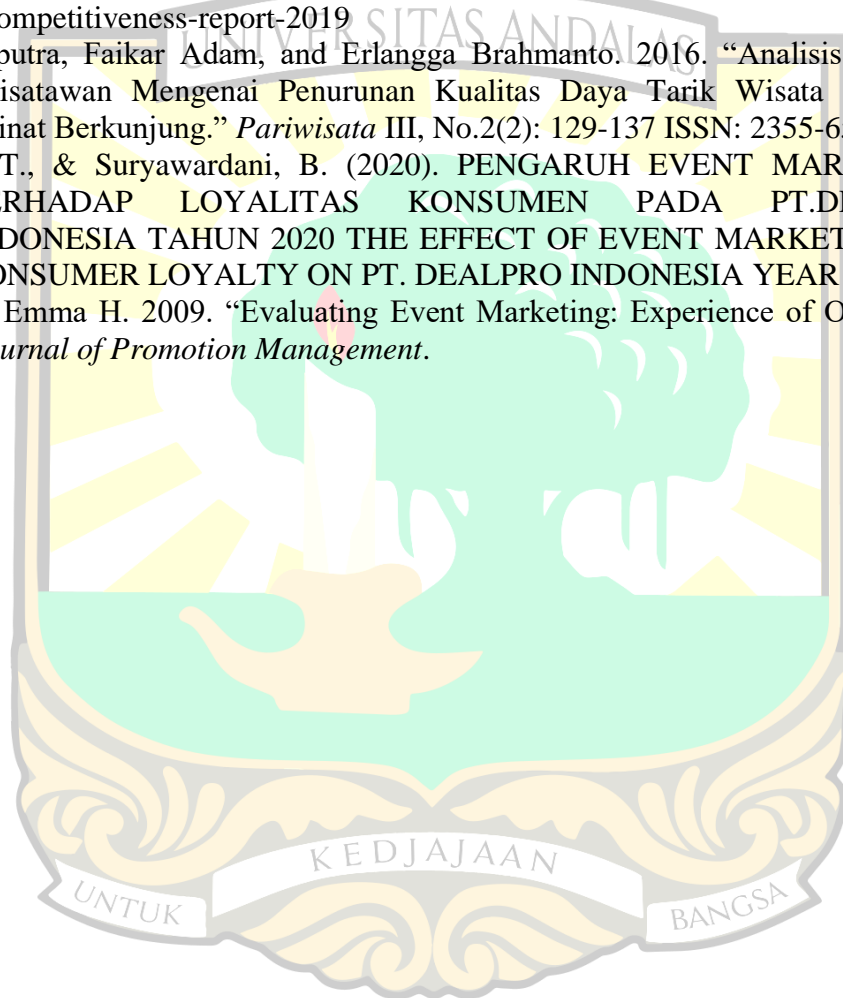 ompetitiveness-report-2019
UNIVERSITAS ANDALAS
putra, Faikar Adam, and Erlangga Brahmanto. 2016. “Analisis
isatawan Mengenai Penurunan Kualitas Daya Tarik Wisata
inat Berkunjung.” Pariwisata III, No.2(2): 129-137 ISSN: 2355-6
T., & Suryawardani, B. (2020). PENGARUH EVENT MAR
ERHADAP LOYALITAS KONSUMEN PADA PT.D
DONESIA TAHUN 2020 THE EFFECT OF EVENT MARKET
ONSUMER LOYALTY ON PT. DEALPRO INDONESIA YEAR
Emma H. 2009. “Evaluating Event Marketing: Experience of O
urnal of Promotion Management.
UNTUK KEDJAJAAN BANGSA